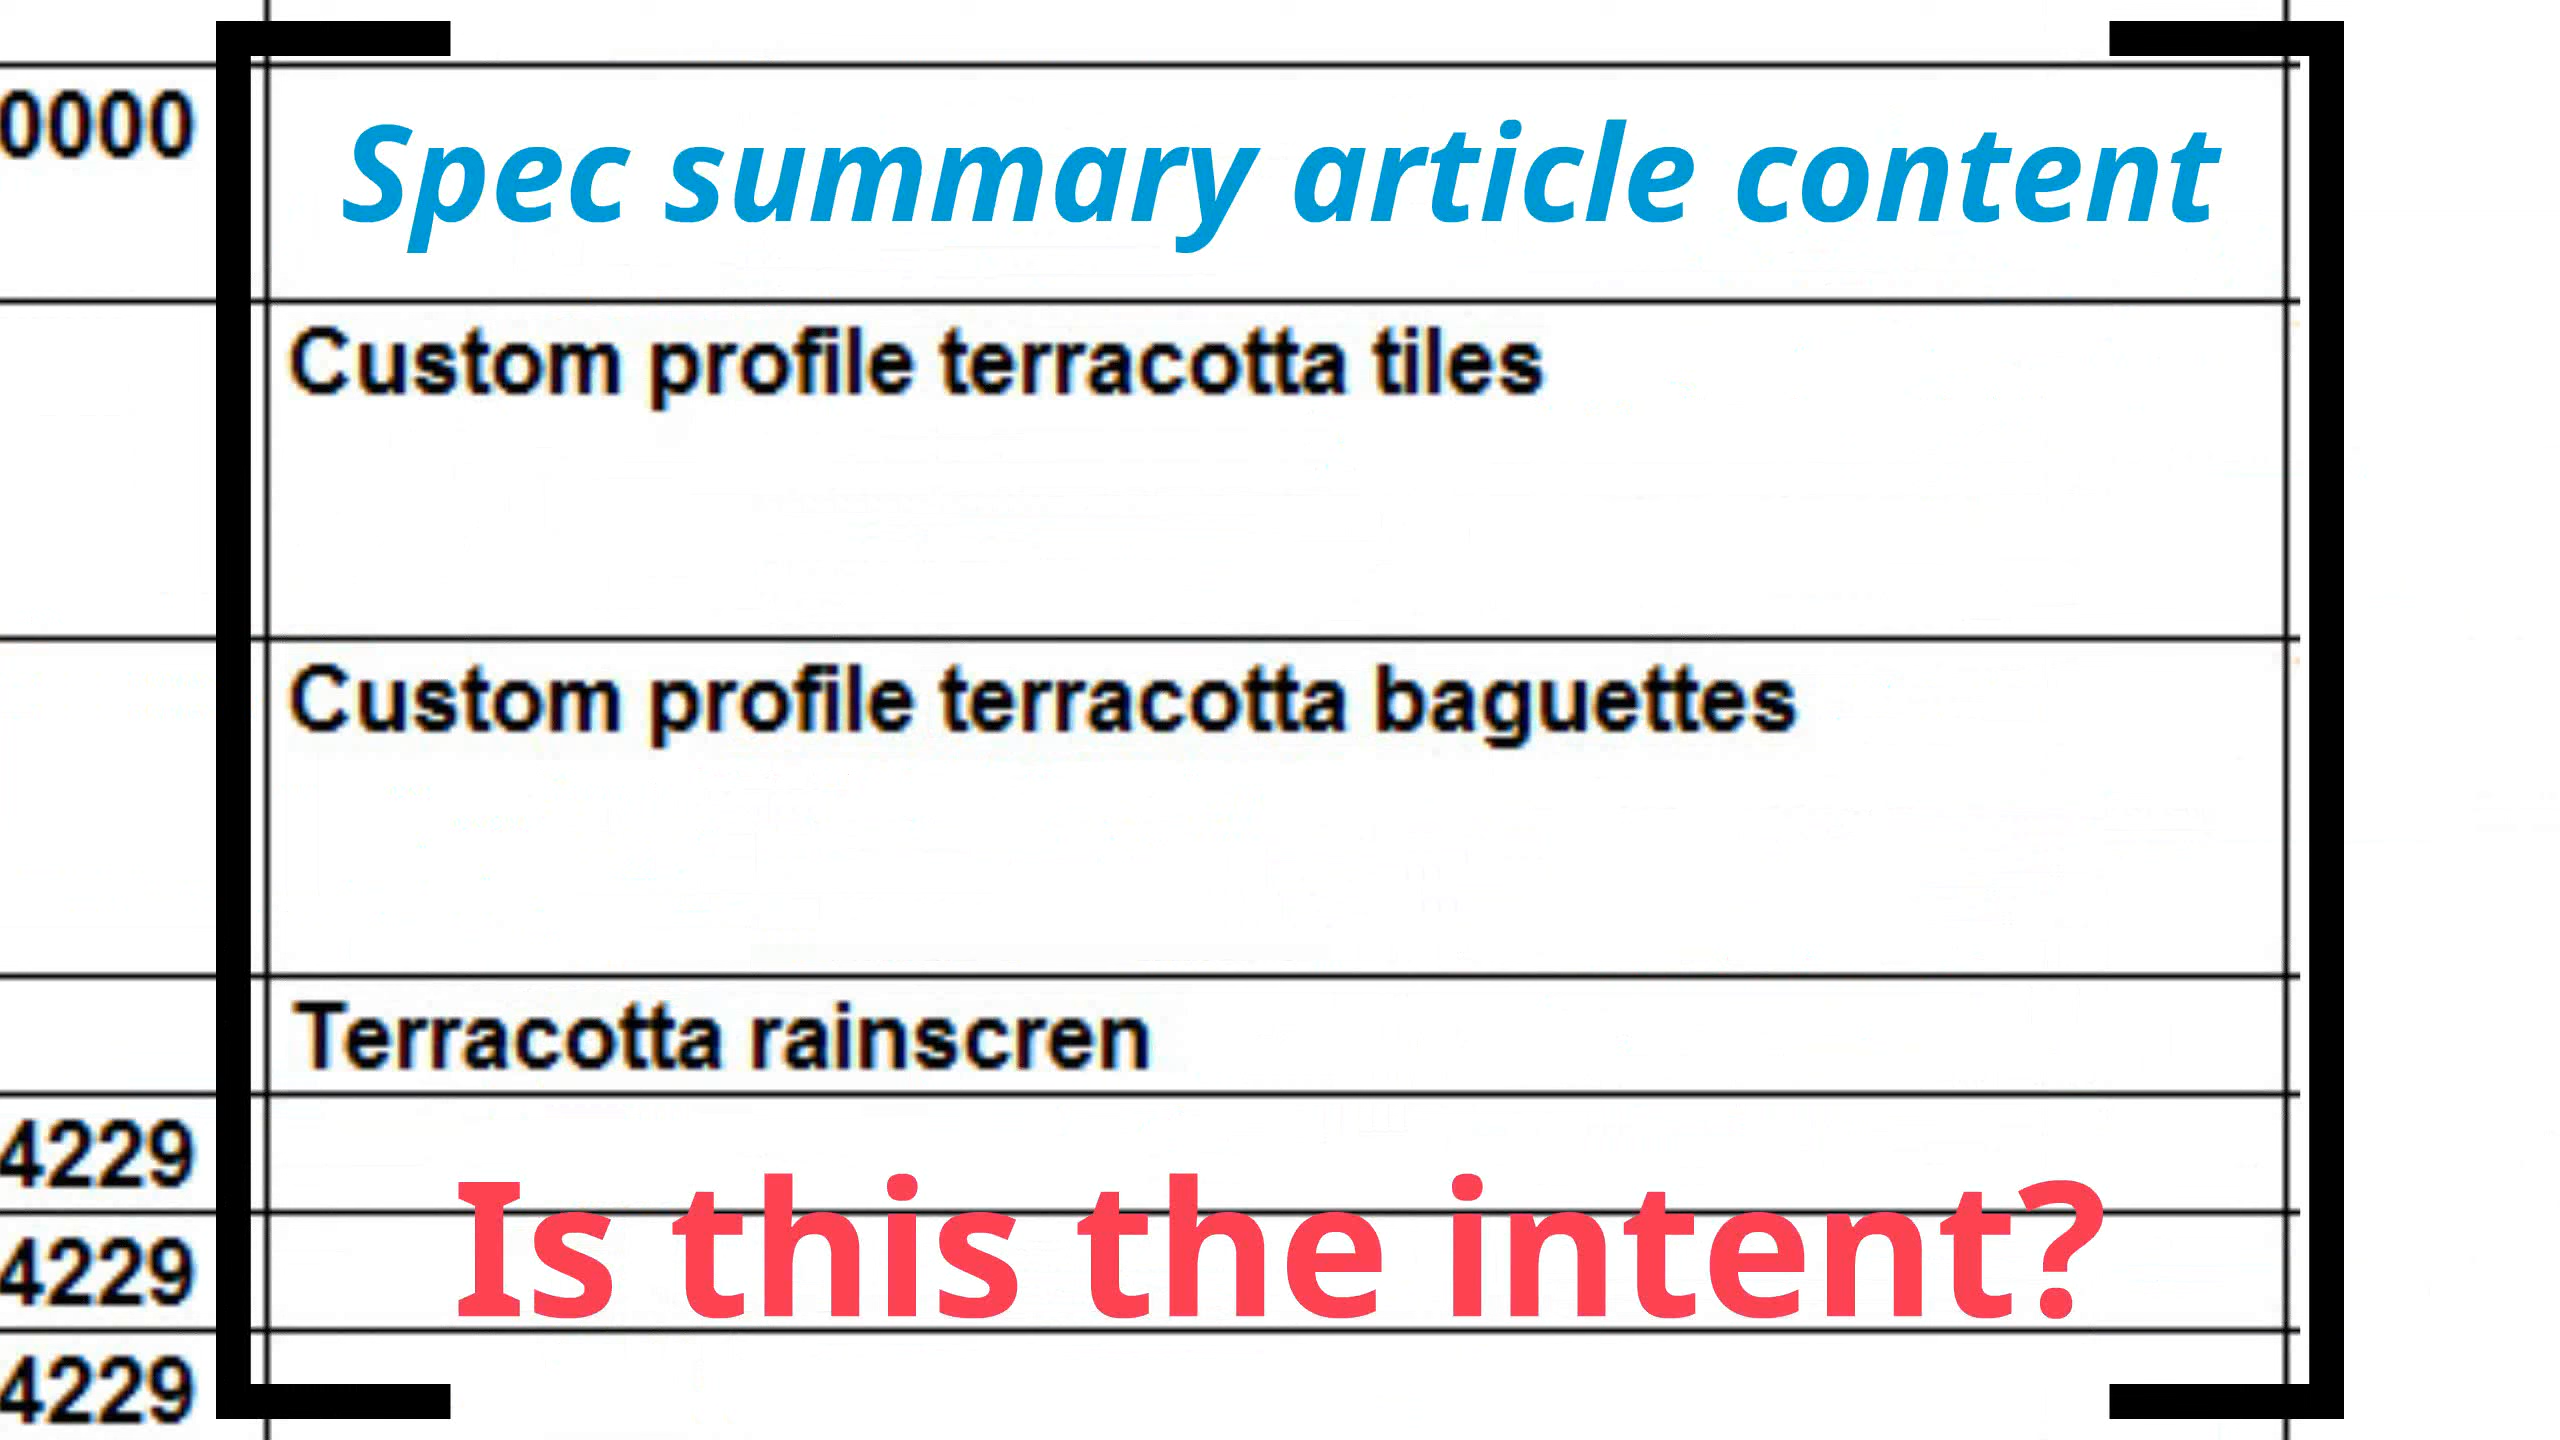 0000
Spec summary article content
Custom profile terracotta tiles
Custom profile terracotta baguettes
Terracotta rainscren
4229
Is this the intent?
4229
4229